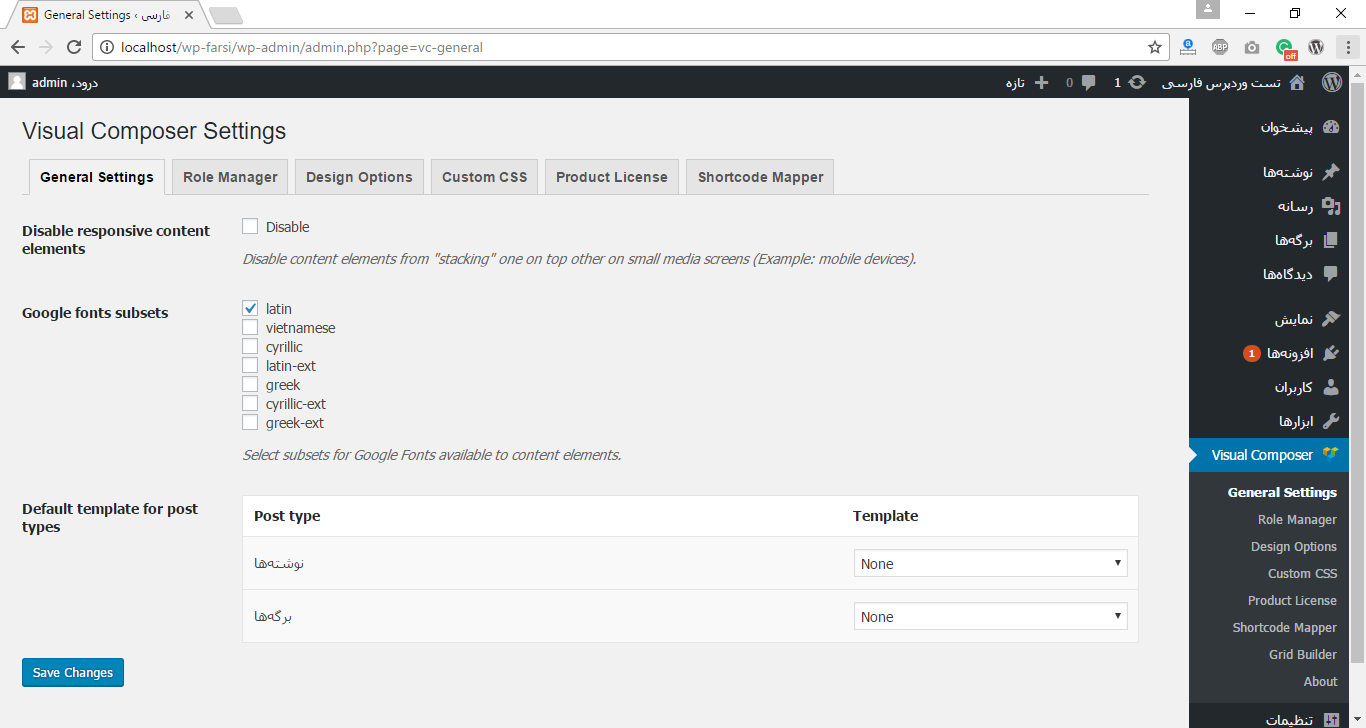 General Settings ‹ فارسی
localhost/wp-farsi/wp-admin/admin.php?page=vc-general
a
ABP
off
تست وردپرس فارسی
1
0
تازه
درود، admin
Visual Composer Settings
General Settings
Role Manager
Design Options
Custom CSS
Product License
Shortcode Mapper
Disable responsive content
elements
Disable
Disable content elements from "stacking" one on top other on small media screens (Example: mobile devices).
Google fonts subsets
latin
vietnamese
cyrillic
latin-ext
greek
cyrillic-ext
greek-ext
Select subsets for Google Fonts available to content elements.
Default template for post
types
Post type
Template
نوشته‌ها
None
برگه‌ها
None
Save Changes
پیشخوان
نوشته‌ها
رسانه
برگه‌ها
دیدگاه‌ها
نمایش
افزونه‌ها 1
کاربران
ابزارها
Visual Composer
General Settings
Role Manager
Design Options
Custom CSS
Product License
Shortcode Mapper
Grid Builder
About
تنظیمات